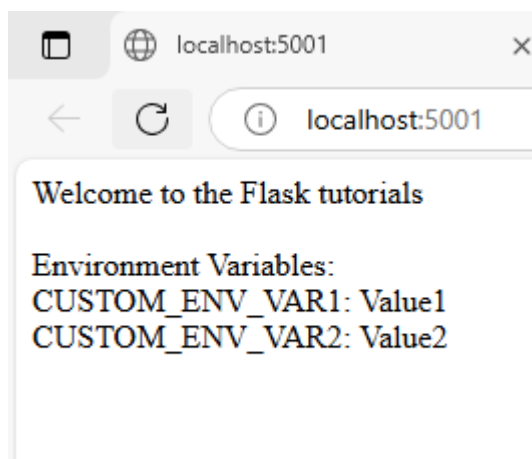 localhost:5001
localhost:5001
Welcome to the Flask tutorials
Environment Variables:
CUSTOM_ENV_VAR1: Value1
CUSTOM_ENV_VAR2: Value2